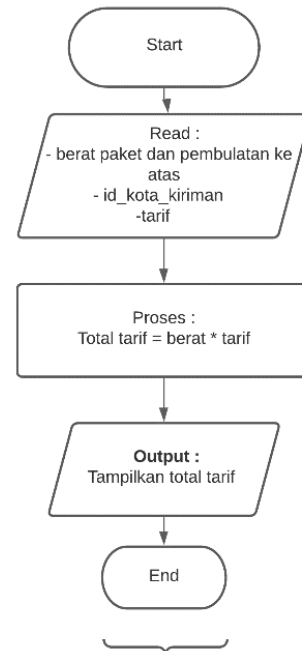 Start
Read :
- berat paket dan pembulatan ke
atas
- id_kota_kiriman
-tarif
Proses :
Total tarif = berat * tarif
Output :
Tampilkan total tarif
End